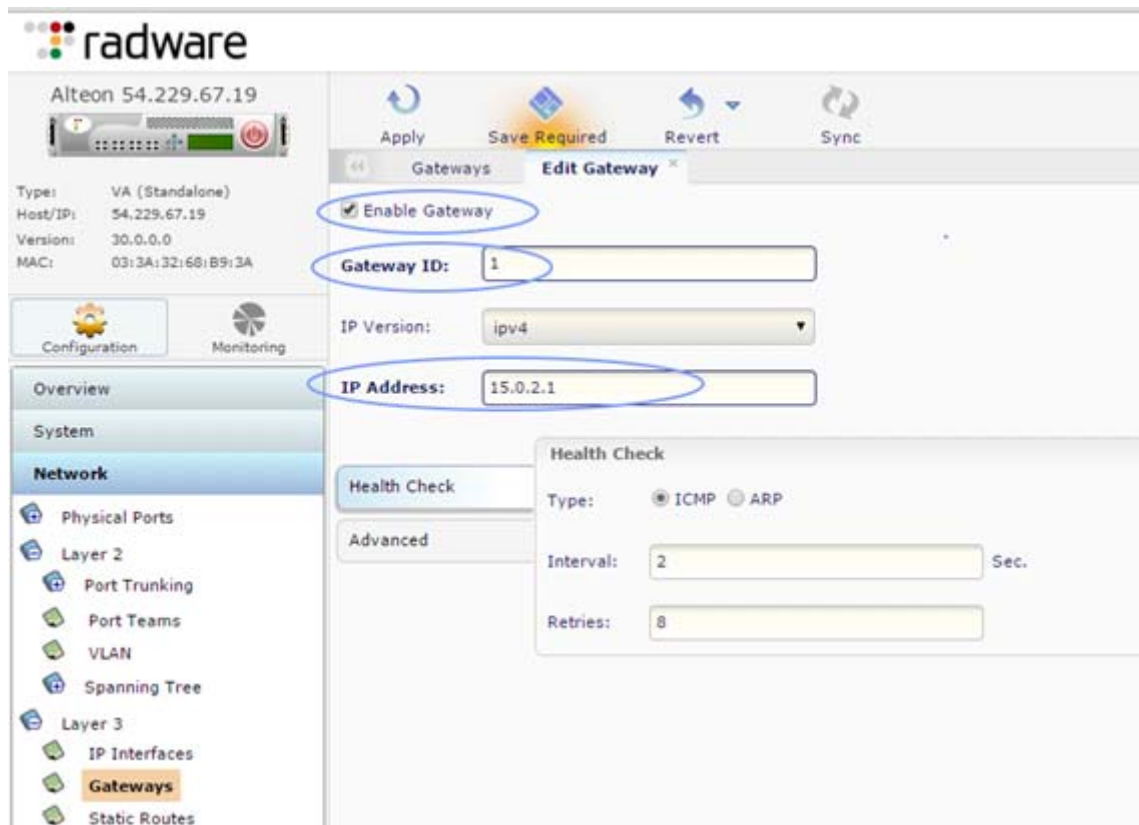 radware
Alteon 54.229.67.19
Type: VA (Standalone)
Host/IP: 54.229.67.19
Version: 30.0.0.0
MAC: 03:3A:32:68:B9:3A
Configuration
Monitoring
Overview
System
Network
Physical Ports
Layer 2
Port Trunking
Port Teams
VLAN
Spanning Tree
Layer 3
IP Interfaces
Gateways
Static Routes
Apply
Save Required
Revert
Sync
Gateways
Edit Gateway
Enable Gateway
Gateway ID: 1
IP Version: ipv4
IP Address: 15.0.2.1
Health Check
Advanced
Health Check
Type: ICMP ARP
Interval: 2 Sec.
Retries: 8